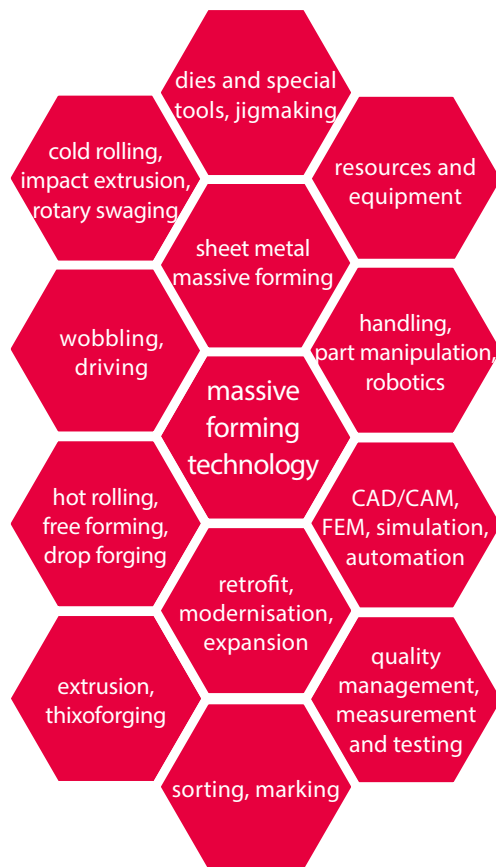 dies and special
tools, jigmaking
cold rolling,
impact extrusion,
rotary swaging
resources and
equipment
sheet metal
massive forming
wobbling,
driving
handling,
part manipulation,
robotics
massive
forming
technology
hot rolling,
free forming,
drop forging
CAD/CAM,
FEM, simulation,
automation
retrofit,
modernisation,
expansion
extrusion,
thixoforging
quality
management,
measurement
and testing
sorting, marking